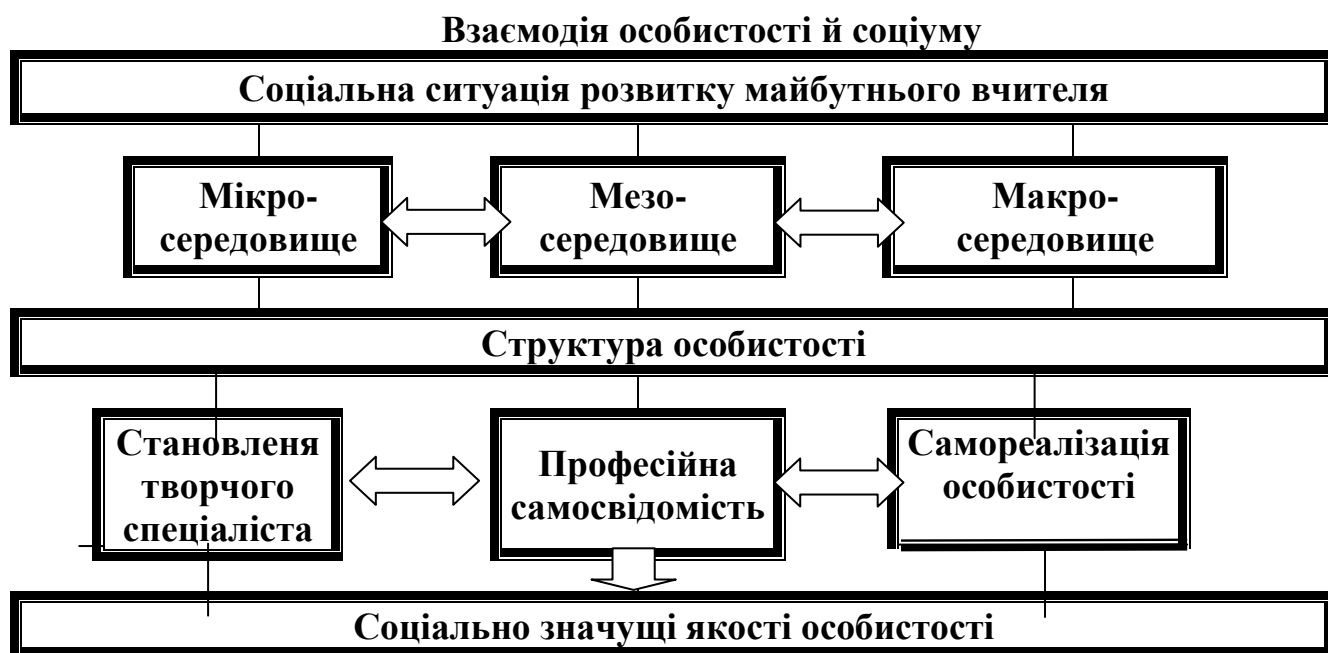 Взаємодія особистості й соціуму
Соціальна ситуація розвитку майбутнього вчителя
Мікро-
середовище
Мезо-
середовище
Макро-
середовище
Структура особистості
Становленя
творчого
спеціаліста
Професійна
самосвідомість
Самореалізація
особистості
Соціально значущі якості особистості